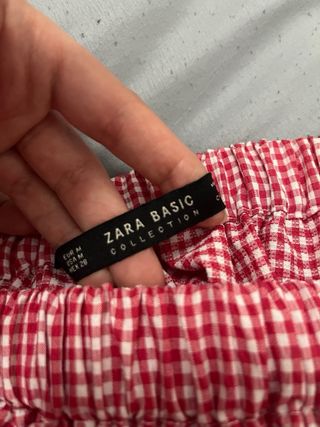 ZARA BASIC
COLLECTION
EUR M
USA M
MEX 28